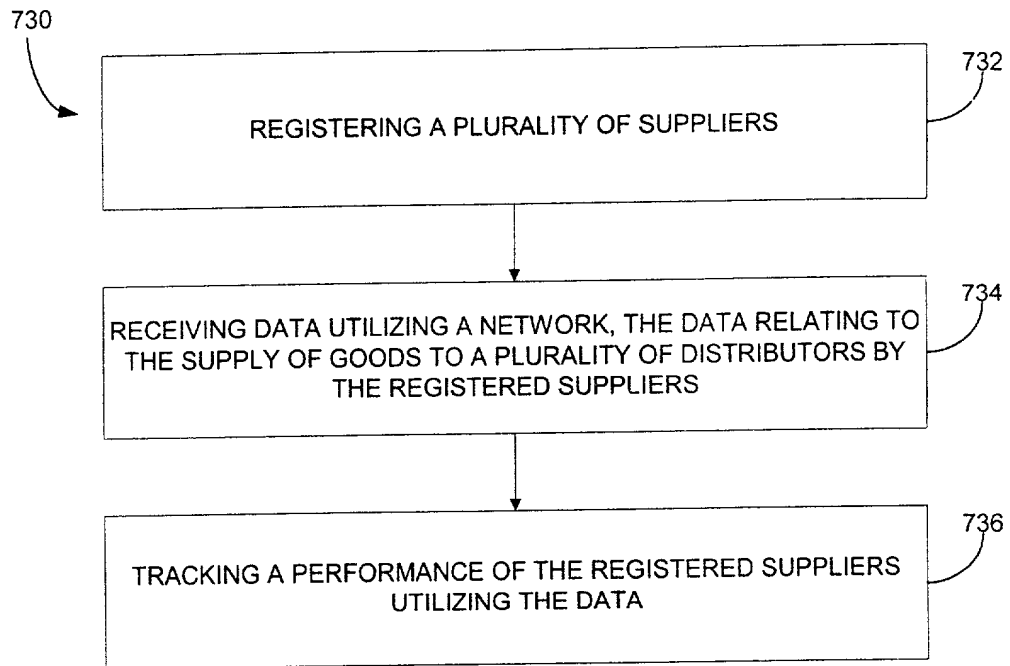 730
732
REGISTERING A PLURALITY OF SUPPLIERS
734
RECEIVING DATA UTILIZING A NETWORK, THE DATA RELATING TO
THE SUPPLY OF GOODS TO A PLURALITY OF DISTRIBUTORS BY
THE REGISTERED SUPPLIERS
736
TRACKING A PERFORMANCE OF THE REGISTERED SUPPLIERS
UTILIZING THE DATA